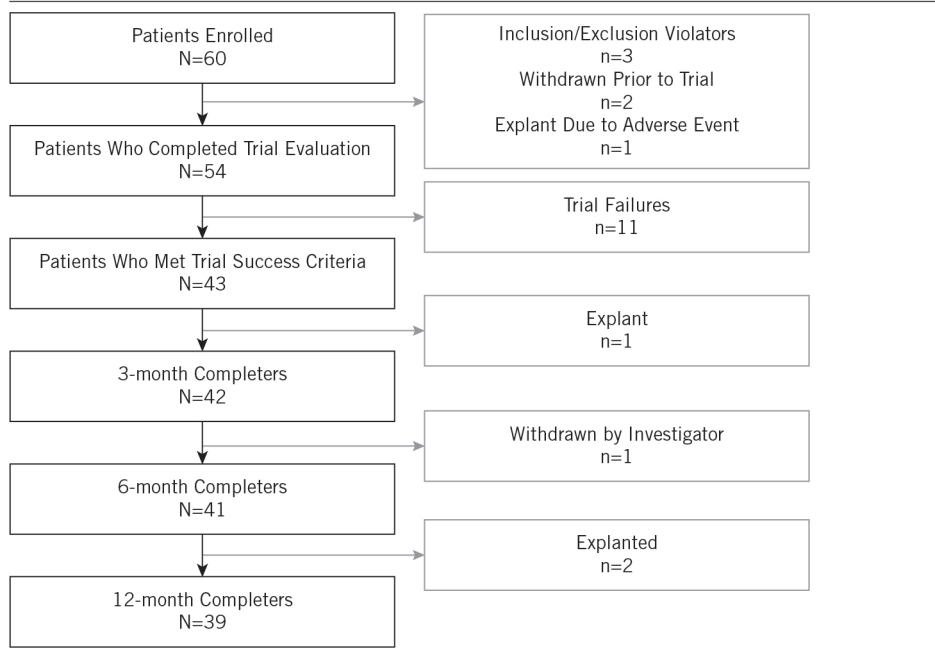 Patients Enrolled
N=60
Inclusion/Exclusion Violators
n=3
Withdrawn Prior to Trial
n=2
Explant Due to Adverse Event
n=1
Patients Who Completed Trial Evaluation
N=54
Trial Failures
n=11
Patients Who Met Trial Success Criteria
N=43
Explant
n=1
3-month Completers
N=42
Withdrawn by Investigator
n=1
6-month Completers
N=41
Explanted
n=2
12-month Completers
N=39